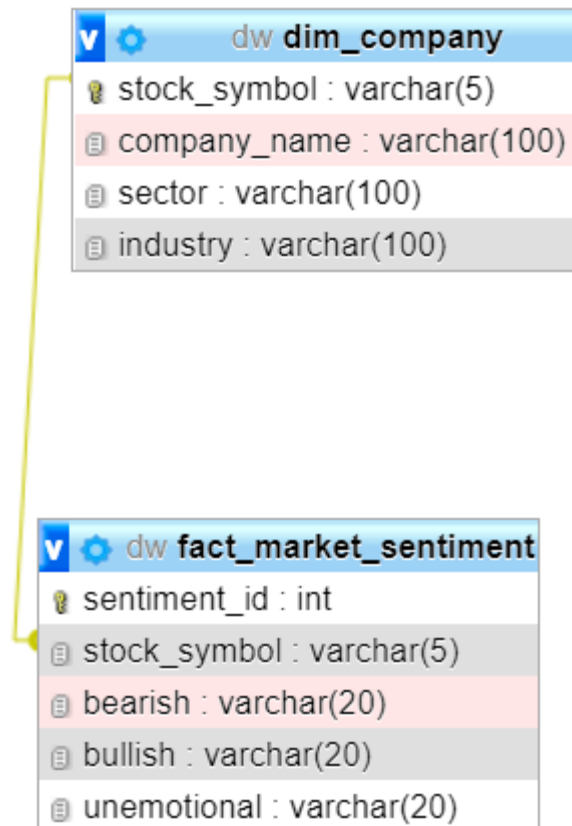 v dw dim_company
stock_symbol : varchar(5)
company_name : varchar(100)
sector : varchar(100)
industry : varchar(100)
v dw fact_market_sentiment
sentiment_id : int
stock_symbol : varchar(5)
bearish : varchar(20)
bullish : varchar(20)
unemotional : varchar(20)